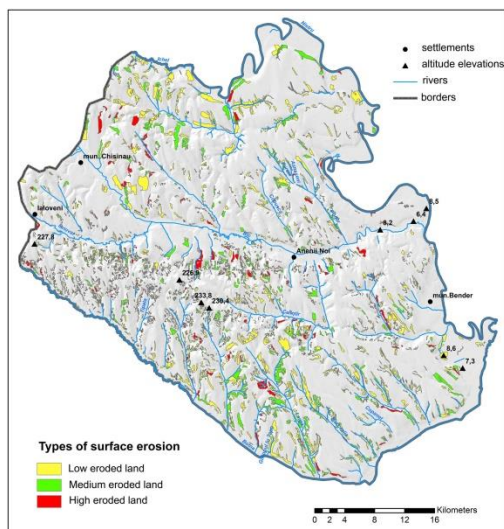 settlements
altitude elevations
rivers
borders
mun. Chisinau
Ialoveni
227,8
226,9
233,8
238,4
Anenii Noi
8,2
6,4
8,5
mun.Bender
8,6
7,3
Types of surface erosion
Low eroded land
Medium eroded land
High eroded land
Kilometers
0 2 4 8 12 16